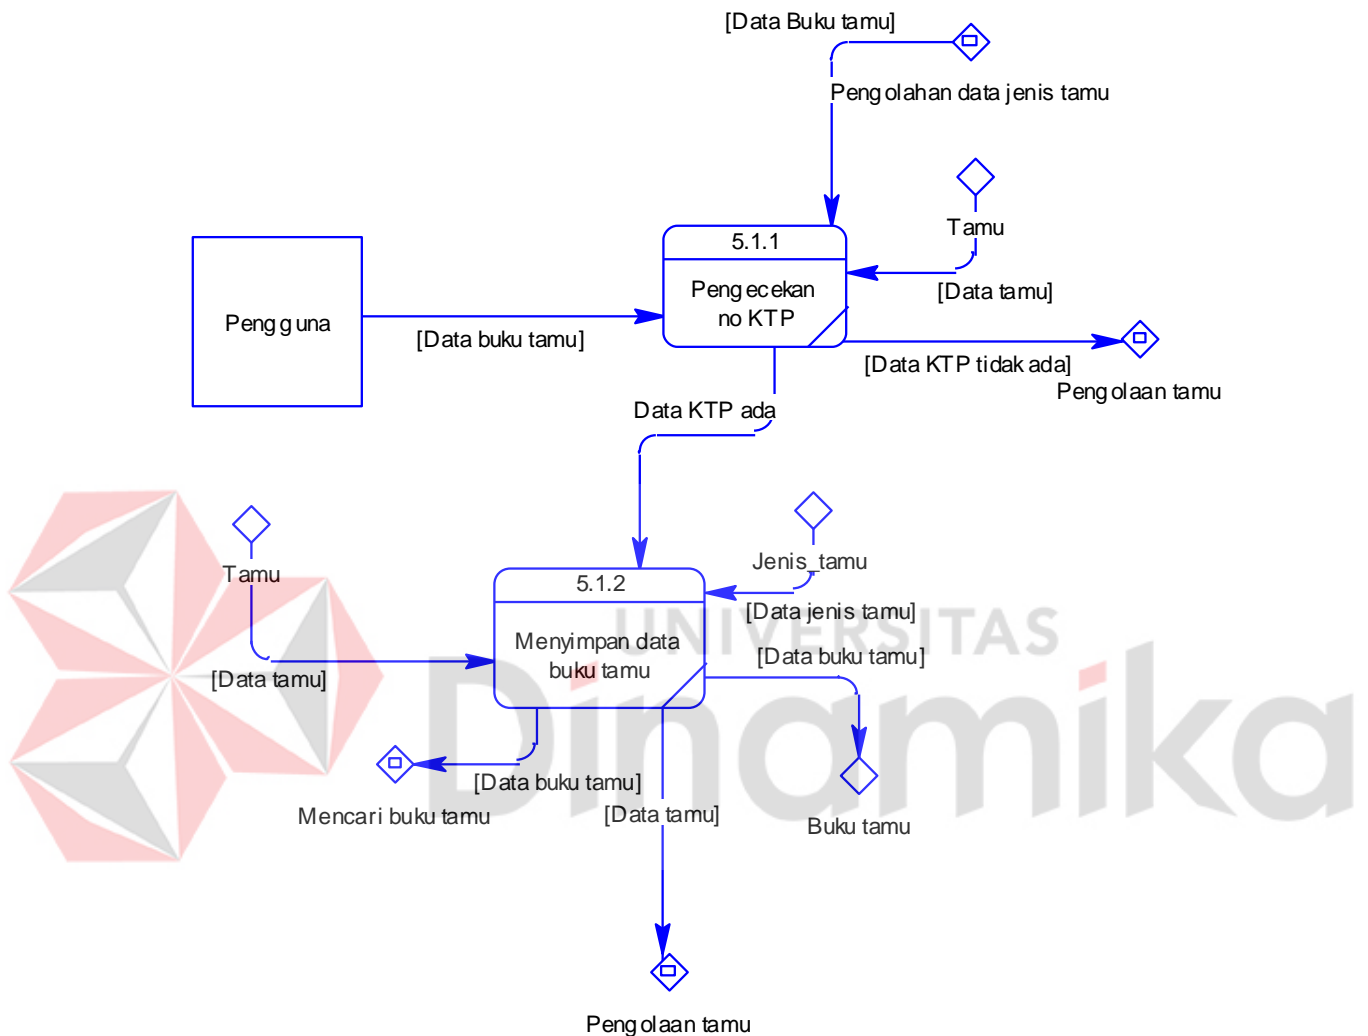 [Data Buku tamu]
Pengolahan data jenis tamu
Tamu
5.1.1
Pengecekan
no KTP
[Data tamu]
Pengguna
[Data buku tamu]
[Data KTP tidak ada]
Pengolaan tamu
Data KTP ada
Tamu
Jenis_tamu
5.1.2
[Data jenis tamu]
UNIVERSITAS
Menyimpan data
buku tamu
[Data buku tamu]
[Data tamu]
Dinamika
[Data buku tamu]
Mencari buku tamu
[Data tamu]
Buku tamu
Pengolaan tamu